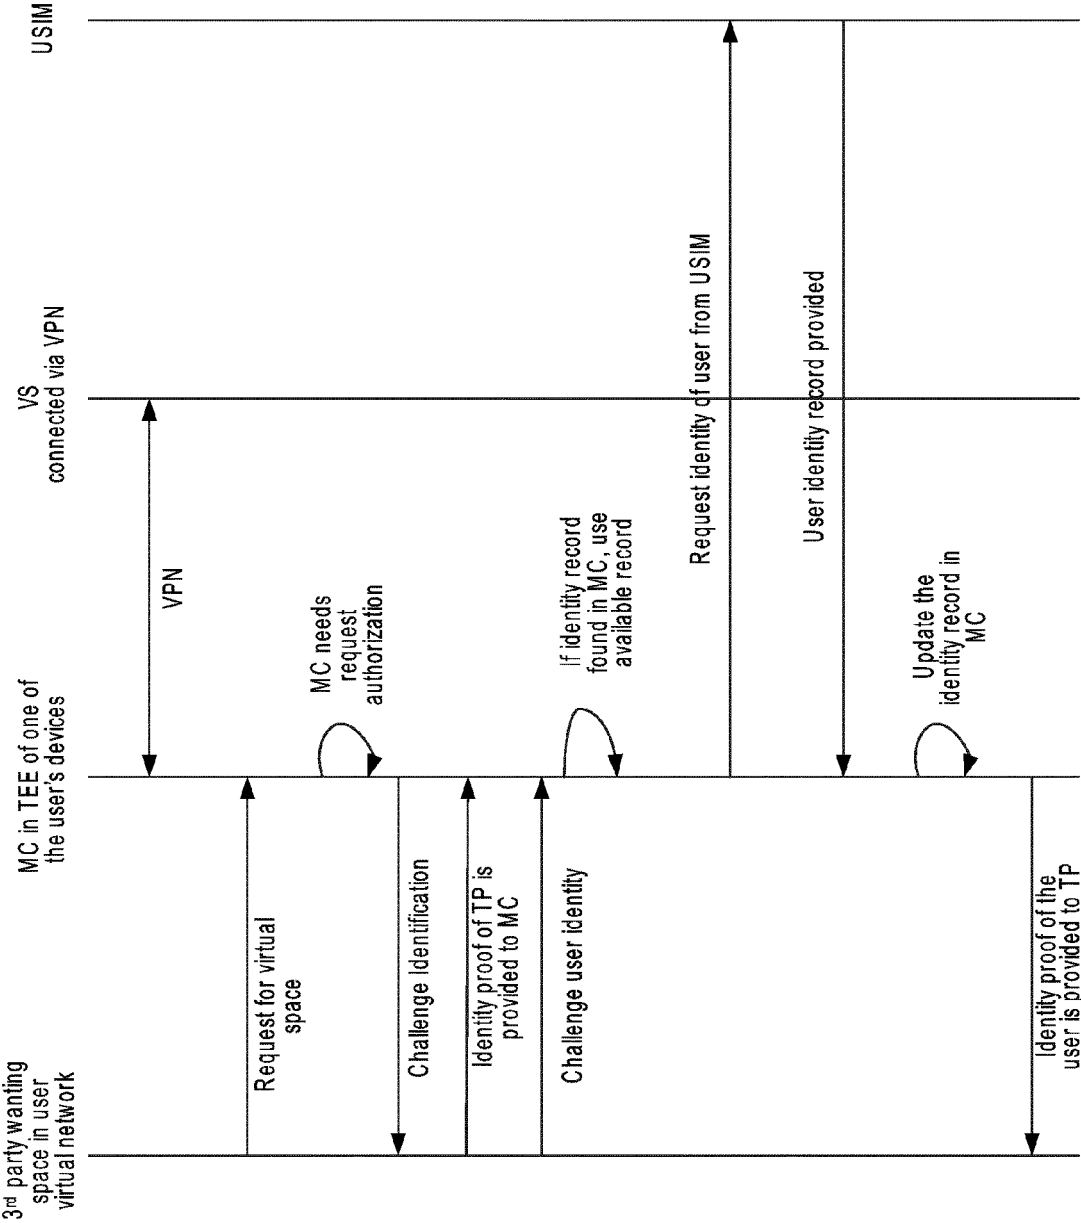 3rd party wanting
space in user
virtual network
MC in TEE of one of
the user's devices
VS
connected via VPN
USIM
VPN
Request for virtual
space
MC needs
request
authorization
Challenge Identification
Identity proof of TP is
provided to MC
Challenge user identity
If identity record
found in MC, use
available record
Request identity of user from USIM
User identity record provided
Update the
identity record in
MC
Identity proof of the
user is provided to TP